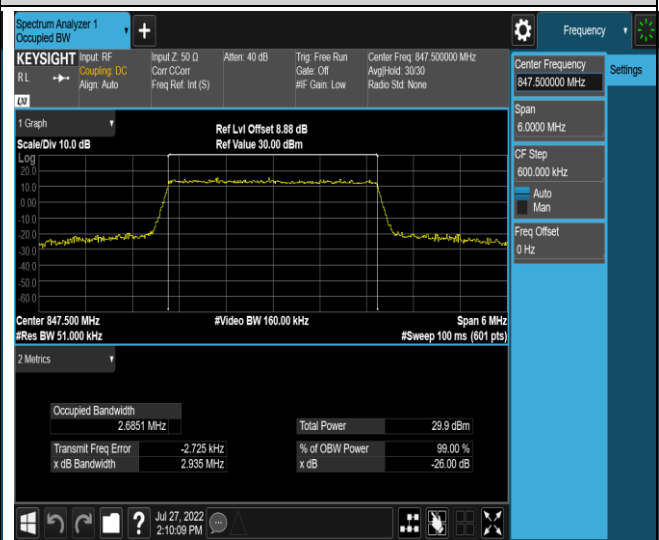 Spectrum Analyzer 1
Occupied BW
Frequency
KEYSIGHT
RL
LXI
Input: RF
Coupling: DC
Align: Auto
Input Z: 50 Ω
Corr CCorr
Freq Ref: Int (S)
Atten: 40 dB
Trig: Free Run
Gate: Off
#IF Gain: Low
Center Freq: 847.500000 MHz
Avg|Hold: 30/30
Radio Std: None
Center Frequency
847.500000 MHz
Settings
Span
6.0000 MHz
CF Step
600.000 kHz
Auto
Man
Freq Offset
0 Hz
1 Graph
Scale/Div 10.0 dB
Ref Lvl Offset 8.88 dB
Ref Value 30.00 dBm
Log
20.0
10.0
0.00
-10.0
-20.0
-30.0
-40.0
-50.0
-60.0
Center 847.500 MHz
#Res BW 51.000 kHz
#Video BW 160.00 kHz
Span 6 MHz
#Sweep 100 ms (601 pts)
2 Metrics
Occupied Bandwidth
2.6851 MHz
Total Power 29.9 dBm
Transmit Freq Error -2.725 kHz
% of OBW Power 99.00 %
x dB Bandwidth 2.935 MHz
x dB -26.00 dB
?
Jul 27, 2022
2:10:09 PM